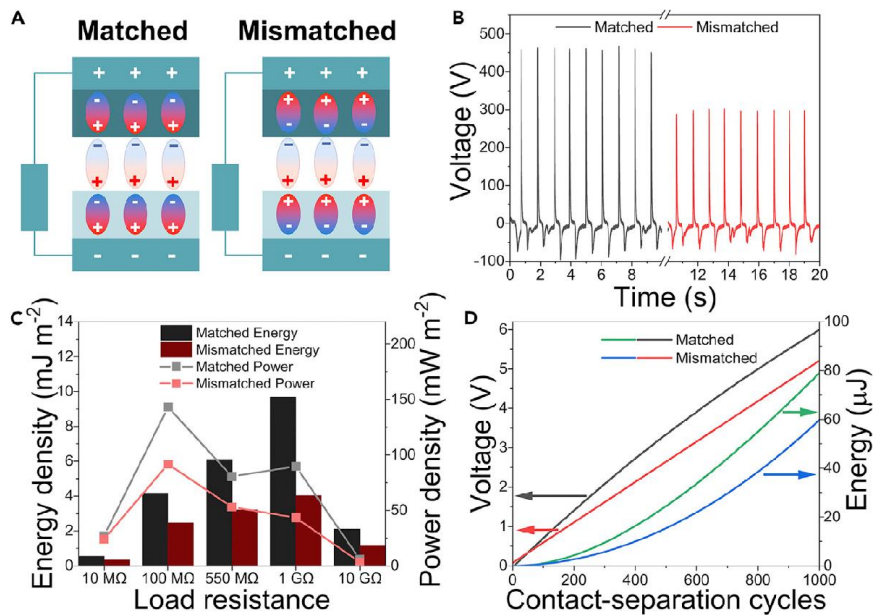 A
Matched
Mismatched
+ + +
- - -
+ + +
- - -
+ + +
- - -
+ + +
- - -
+ + +
+ + +
- - -
- - -
+ + +
+ + +
- - -
- - -
B
Matched
Mismatched
500
400
300
200
100
0
-100
Voltage (V)
0 2 4 6 8 12 14 16 18 20
Time (s)
C
Matched Energy
Mismatched Energy
Matched Power
Mismatched Power
14
12
10
8
6
4
2
0
Energy density (mJ m-2)
200
150
100
50
0
Power density (mW m-2)
10 MΩ 100 MΩ 550 MΩ 1 GΩ 10 GΩ
Load resistance
D
Matched
Mismatched
6
5
4
3
2
1
0
Voltage (V)
100
80
60
40
20
0
Energy (μJ)
0 200 400 600 800 1000
Contact-separation cycles